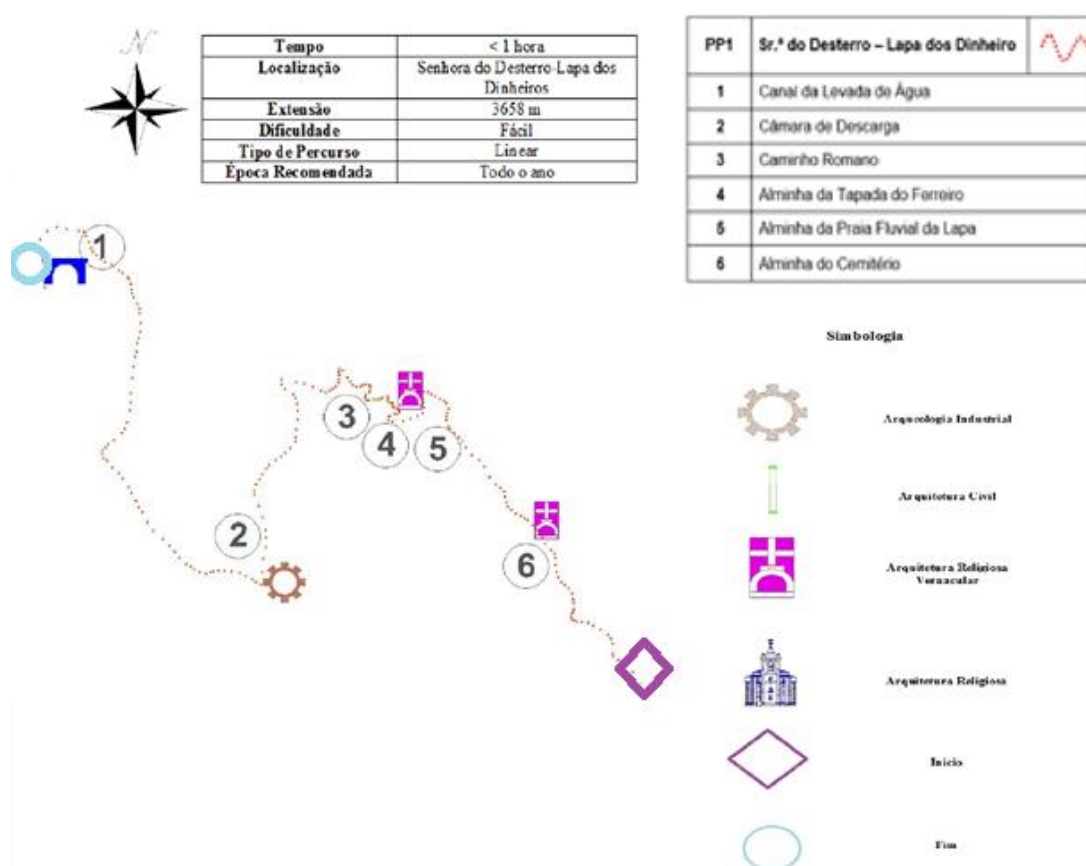 N
Tempo < 1 hora
Localização Senhora do Desterro-Lapa dos
Dinheiros
Extensão 3658 m
Dificuldade Fácil
Tipo de Percurso Linear
Época Recomendada Todo o ano
PP1 Sr.ª do Desterro – Lapa dos Dinheiro
1 Canal da Levada de Água
2 Câmara de Descarga
3 Caminho Romano
4 Alminha da Tapada do Ferreiro
5 Alminha da Praia Fluvial da Lapa
6 Alminha do Cemitério
1
3
4
5
2
6
Simbologia
Arqueologia Industrial
Arquitetura Civil
Arquitetura Religiosa
Vernacular
Arquitetura Religiosa
Início
Fim